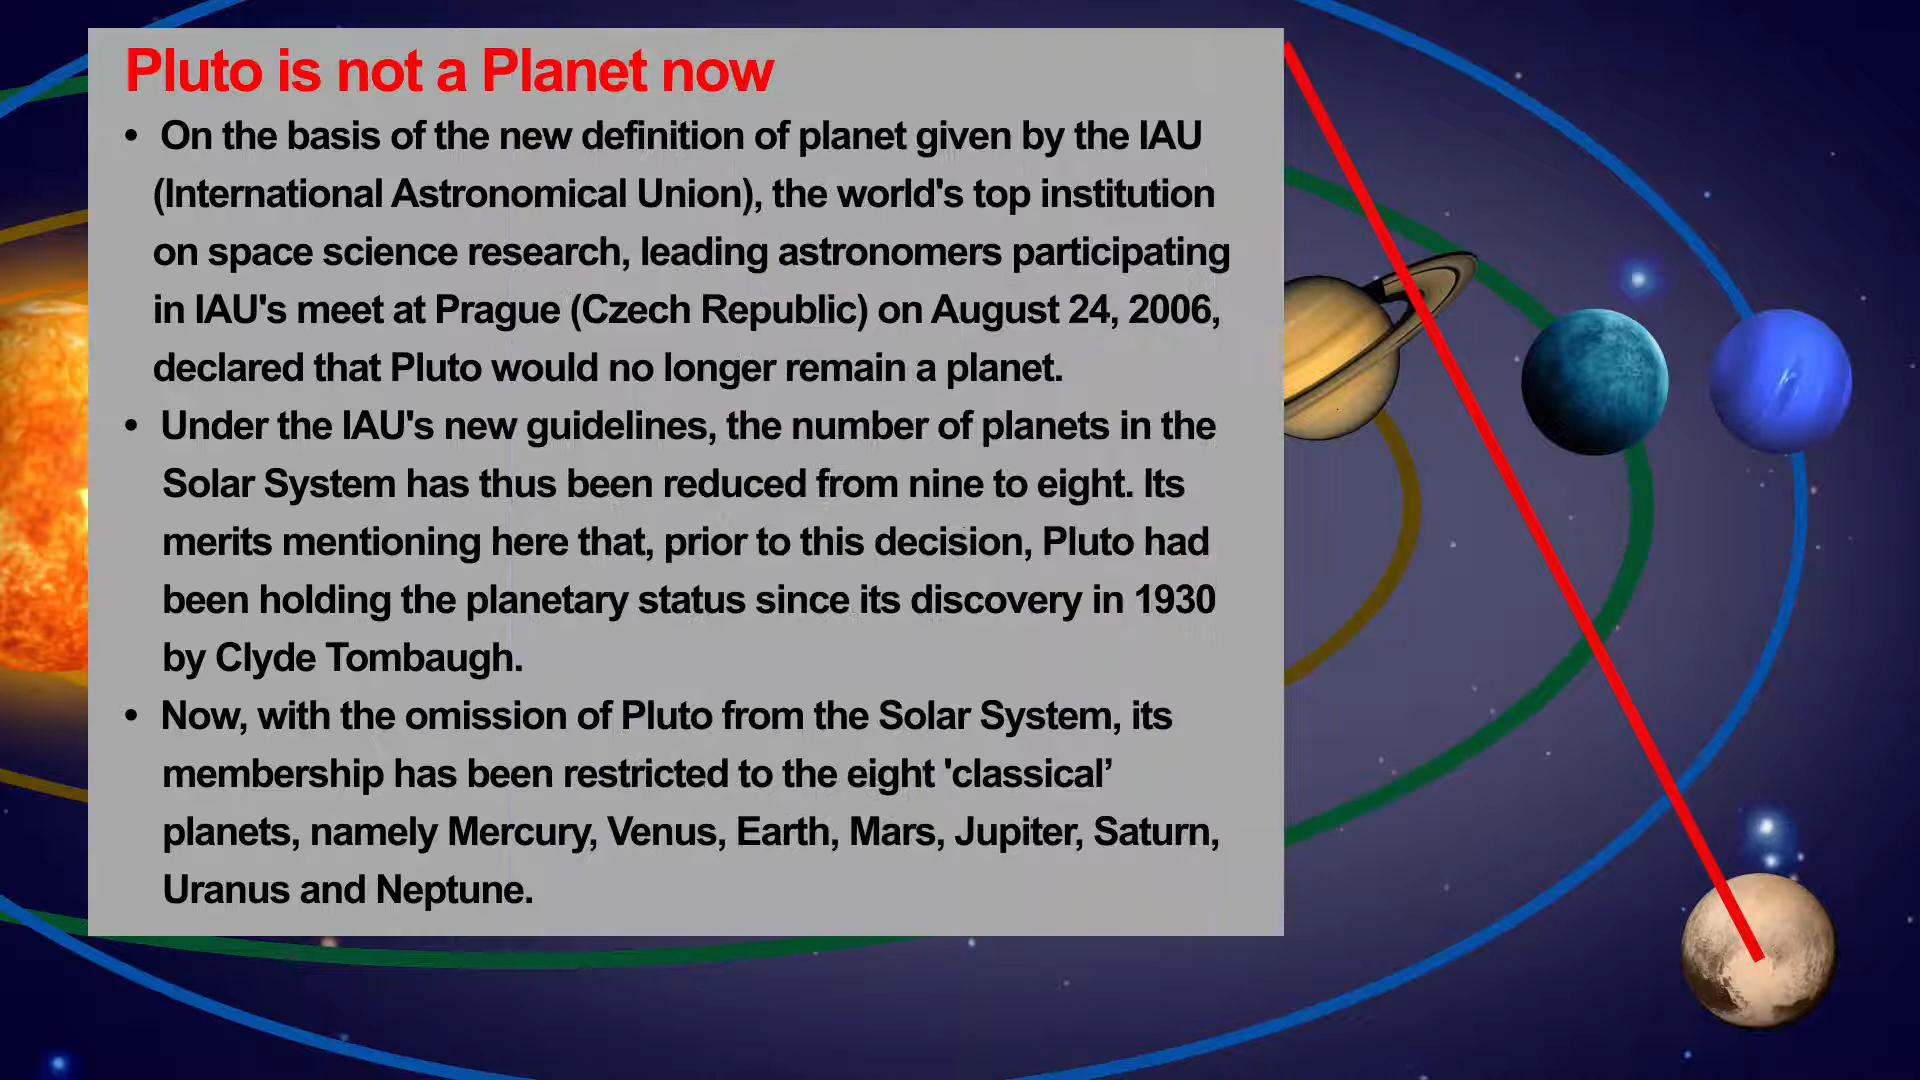 Pluto is not a Planet now
• On the basis of the new definition of planet given by the IAU
(International Astronomical Union), the world's top institution
on space science research, leading astronomers participating
in IAU's meet at Prague (Czech Republic) on August 24, 2006,
declared that Pluto would no longer remain a planet.
• Under the IAU's new guidelines, the number of planets in the
Solar System has thus been reduced from nine to eight. Its
merits mentioning here that, prior to this decision, Pluto had
been holding the planetary status since its discovery in 1930
by Clyde Tombaugh.
• Now, with the omission of Pluto from the Solar System, its
membership has been restricted to the eight 'classical’
planets, namely Mercury, Venus, Earth, Mars, Jupiter, Saturn,
Uranus and Neptune.